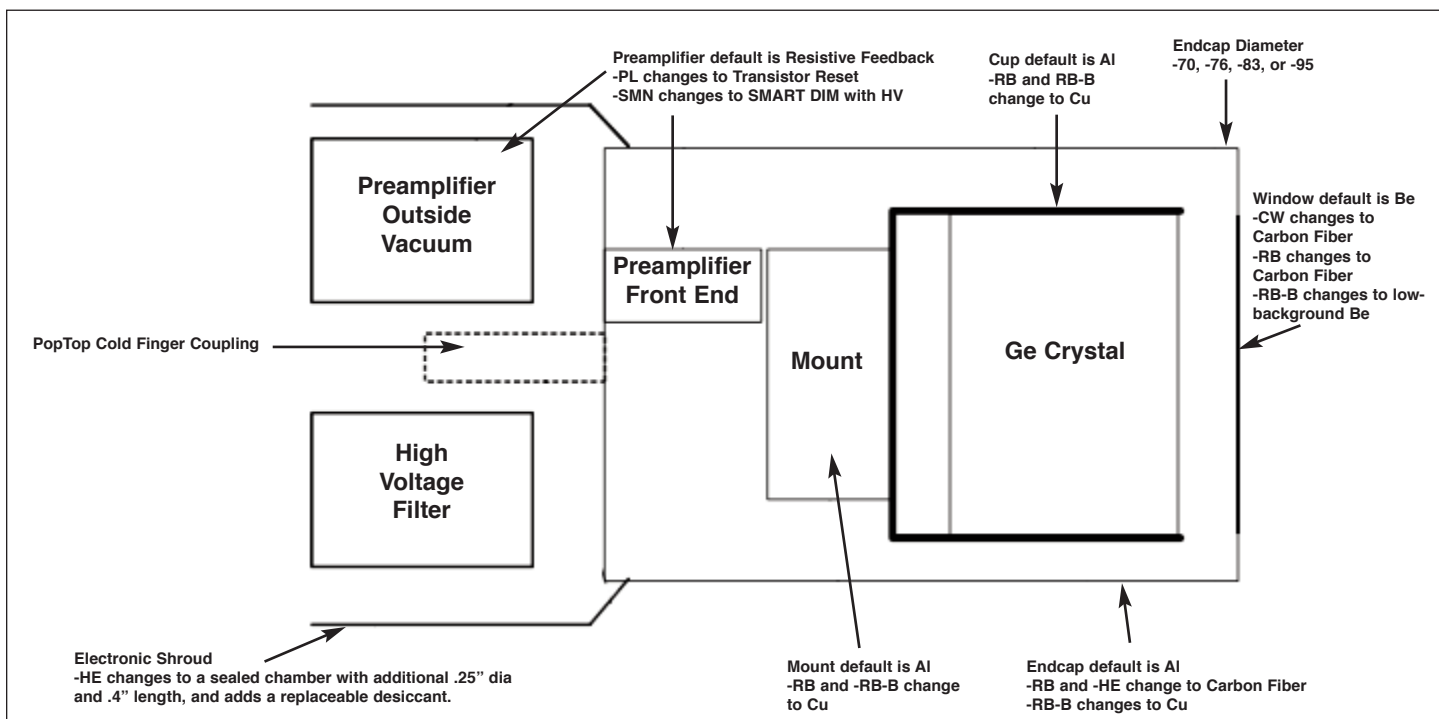 Preamplifier default is Resistive Feedback
-PL changes to Transistor Reset
-SMN changes to SMART DIM with HV
Cup default is Al
-RB and RB-B
change to Cu
Endcap Diameter
-70, -76, -83, or -95
Preamplifier
Outside
Vacuum
Preamplifier
Front End
Window default is Be
-CW changes to
Carbon Fiber
-RB changes to
Carbon Fiber
-RB-B changes to low-
background Be
PopTop Cold Finger Coupling
Mount
Ge Crystal
High
Voltage
Filter
Electronic Shroud
-HE changes to a sealed chamber with additional .25” dia
and .4” length, and adds a replaceable desiccant.
Mount default is Al
-RB and -RB-B change
to Cu
Endcap default is Al
-RB and -HE change to Carbon Fiber
-RB-B changes to Cu